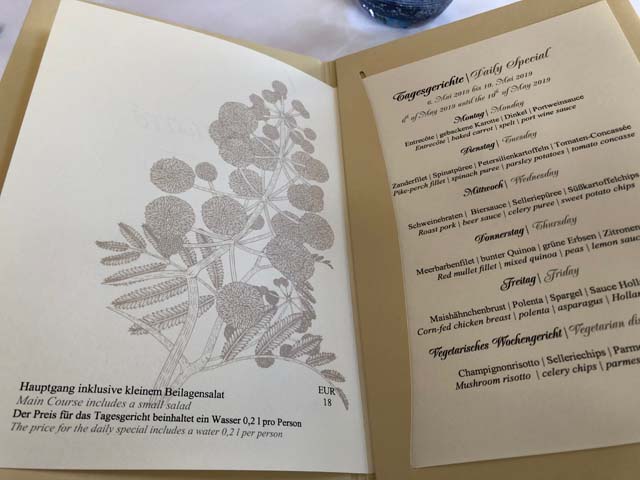 Hauptgang inklusive kleinem Beilagensalat
Main Course includes a small salad
EUR
18
Der Preis für das Tagesgericht beinhaltet ein Wasser 0,2 l pro Person
The price for the daily special includes a water 0,2 l per person
Tagesgerichte \ Daily Special
6. Mai 2019 bis 10. Mai 2019
6th of May 2019 until the 10th of May 2019
Montag \ Monday
Entrecôte | gebackene Karotte | Dinkel | Portweinsauce
Entrecôte | baked carrot | spelt | port wine sauce
Dienstag \ Tuesday
Zanderfilet | Spinatpüree | Petersilienkartoffeln | Tomaten-Concassée
Pike-perch fillet | spinach puree | parsley potatoes | tomato concasse
Mittwoch \ Wednesday
Schweinebraten | Biersauce | Selleriepüree | Süßkartoffelchips
Roast pork | beer sauce | celery puree | sweet potato chips
Donnerstag \ Thursday
Meerbarbenfilet | bunter Quinoa | grüne Erbsen | Zitronen
Red mullet fillet | mixed quinoa | peas | lemon sauc
Freitag \ Friday
Maishähnchenbrust | Polenta | Spargel | Sauce Holl
Corn-fed chicken breast | polenta | asparagus | Hollan
Vegetarisches Wochengericht \ Vegetarian dis
Champignonrisotto | Selleriechips | Parme
Mushroom risotto | celery chips | parmes